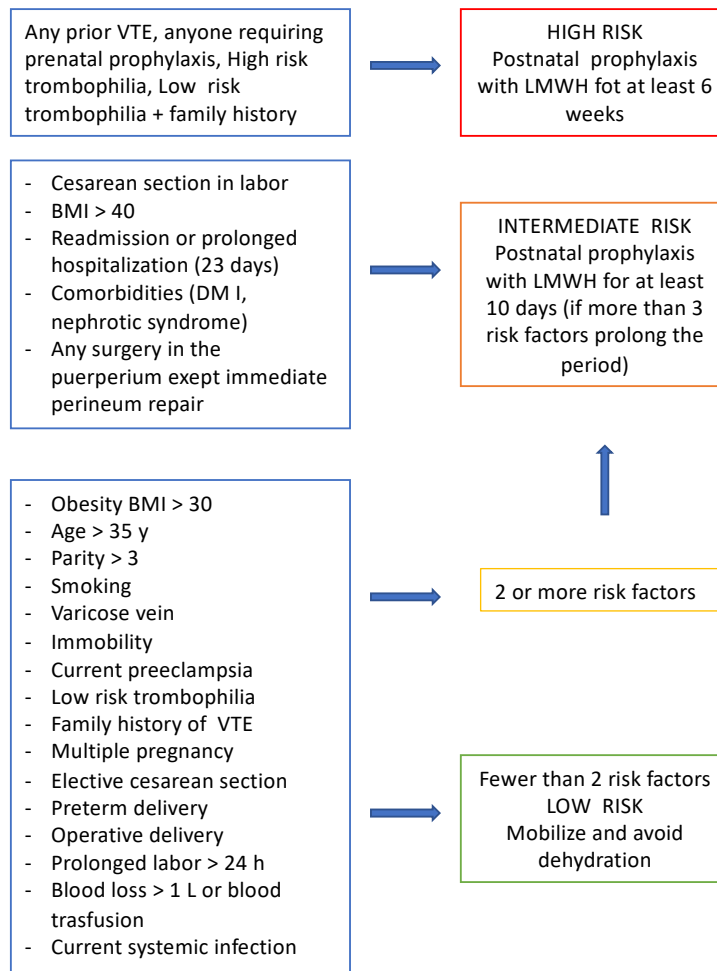 Any prior VTE, anyone requiring
prenatal prophylaxis, High risk
trombophilia, Low risk
trombophilia + family history
HIGH RISK
Postnatal prophylaxis
with LMWH fot at least 6
weeks
- Cesarean section in labor
- BMI > 40
- Readmission or prolonged
hospitalization (23 days)
- Comorbidities (DM I,
nephrotic syndrome)
- Any surgery in the
puerperium exept immediate
perineum repair
INTERMEDIATE RISK
Postnatal prophylaxis
with LMWH for at least
10 days (if more than 3
risk factors prolong the
period)
- Obesity BMI > 30
- Age > 35 y
- Parity > 3
- Smoking
- Varicose vein
- Immobility
- Current preeclampsia
- Low risk trombophilia
- Family history of VTE
- Multiple pregnancy
- Elective cesarean section
- Preterm delivery
- Operative delivery
- Prolonged labor > 24 h
- Blood loss > 1 L or blood
trasfusion
- Current systemic infection
2 or more risk factors
Fewer than 2 risk factors
LOW RISK
Mobilize and avoid
dehydration